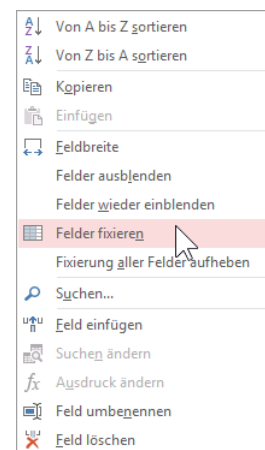 Von A bis Z sortieren
Von Z bis A sortieren
Kopieren
Einfügen
Feldbreite
Felder ausblenden
Felder wieder einblenden
Felder fixieren
Fixierung aller Felder aufheben
Suchen...
Feld einfügen
Suchen ändern
Ausdruck ändern
Feld umbenennen
Feld löschen